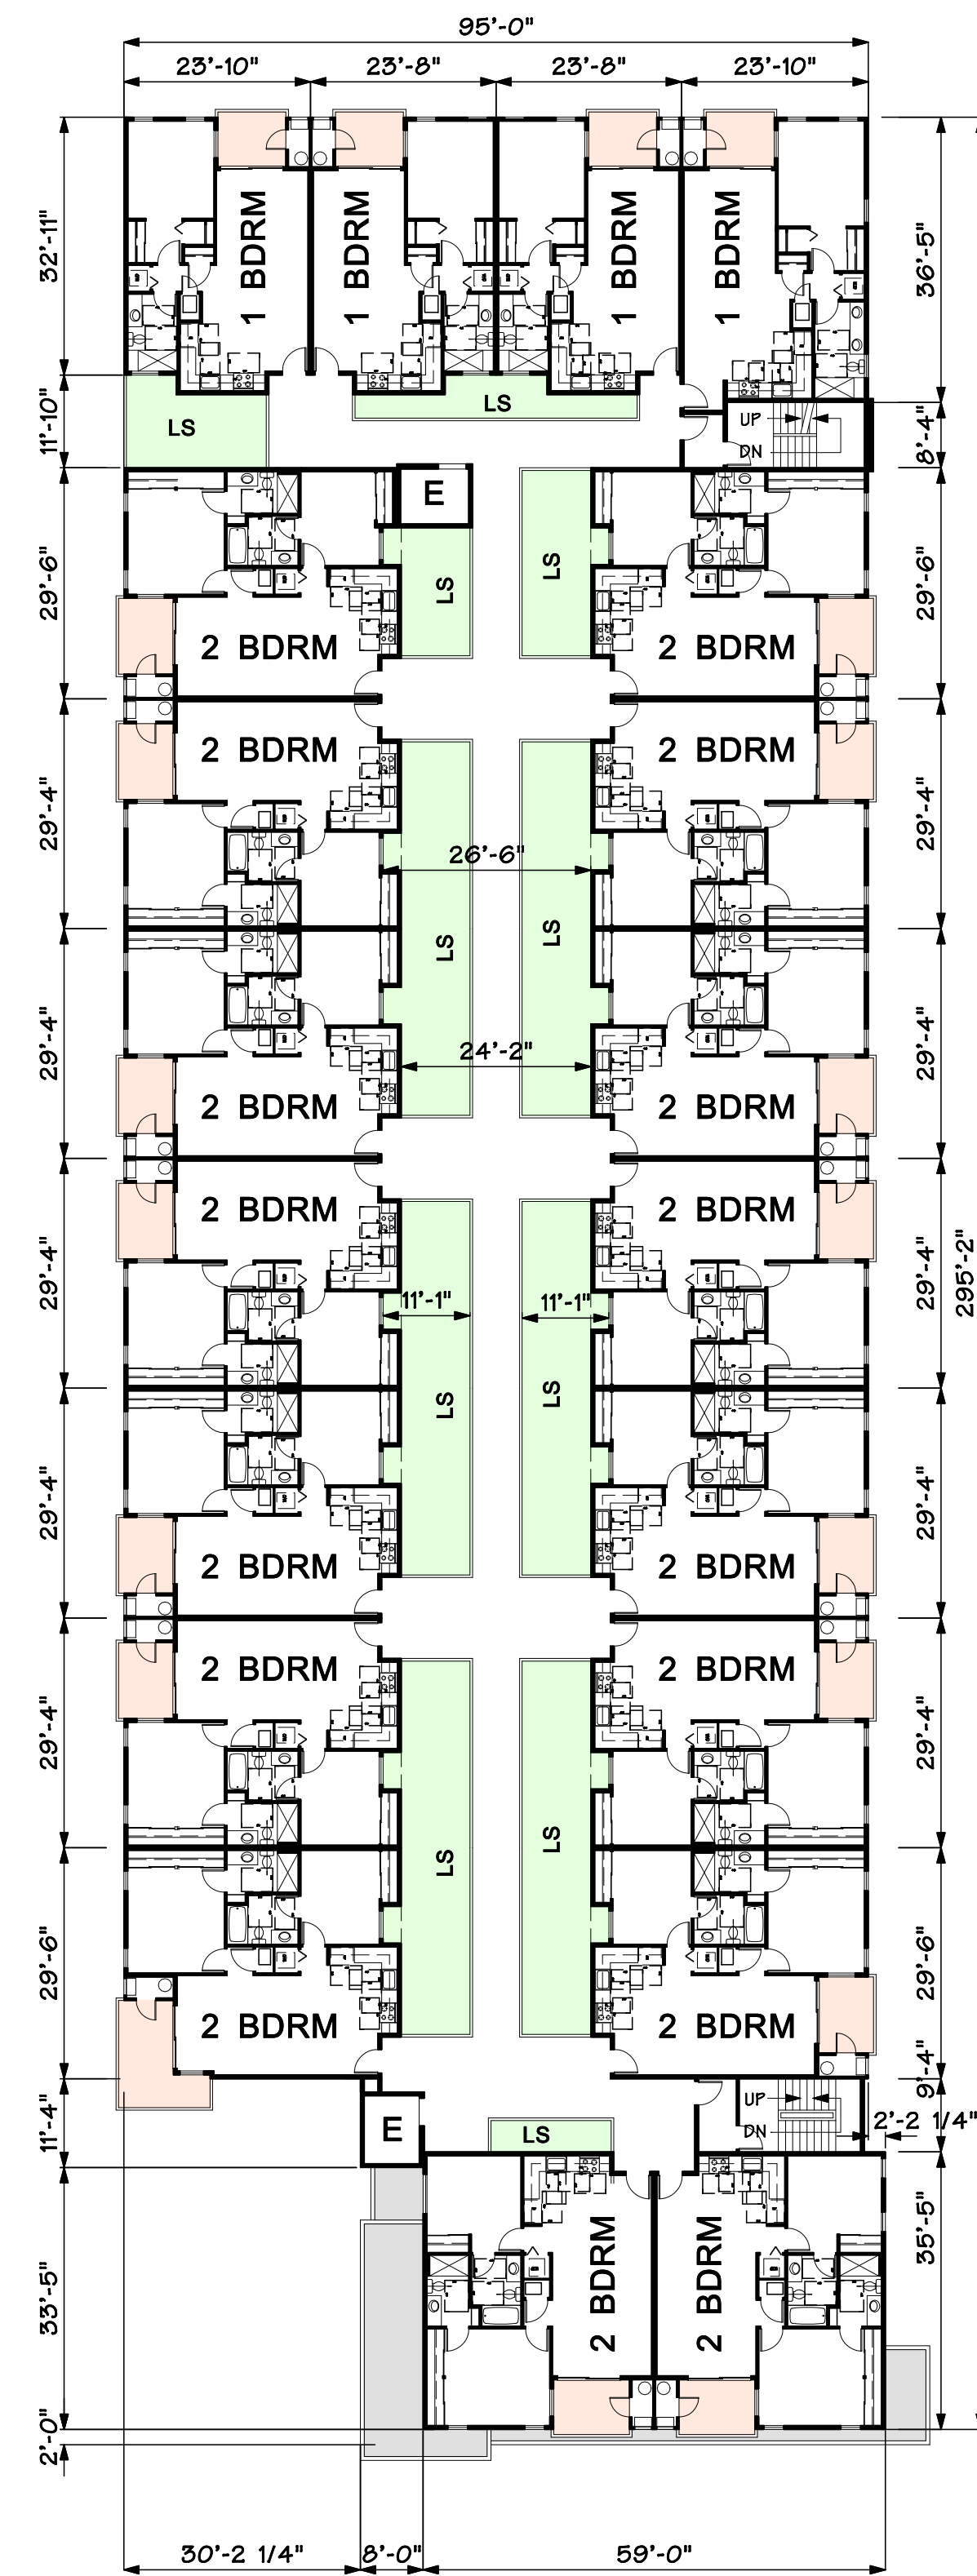 95'-0"
23'-10" 23'-8" 23'-8" 23'-10"
32'-11" 1 BDRM 1 BDRM 1 BDRM 1 BDRM 36'-5"
11'-10" LS LS UP DN 8'-4"
E
29'-6" LS LS 29'-6"
2 BDRM 2 BDRM
2 BDRM 2 BDRM
29'-4" 26'-6" 29'-4"
LS LS
29'-4" 24'-2" 29'-4"
2 BDRM 2 BDRM
2 BDRM 2 BDRM
29'-4" 11'-1" 11'-1" 29'-4" 295'-2"
LS LS
29'-4" 29'-4"
2 BDRM 2 BDRM
2 BDRM 2 BDRM
29'-4" 29'-4"
LS LS
29'-6" 29'-6"
2 BDRM 2 BDRM
11'-4" E LS UP DN 9'-4" 2'-2 1/4"
33'-5" 2 BDRM 2 BDRM 35'-5"
2'-0"
30'-2 1/4" 8'-0" 59'-0"